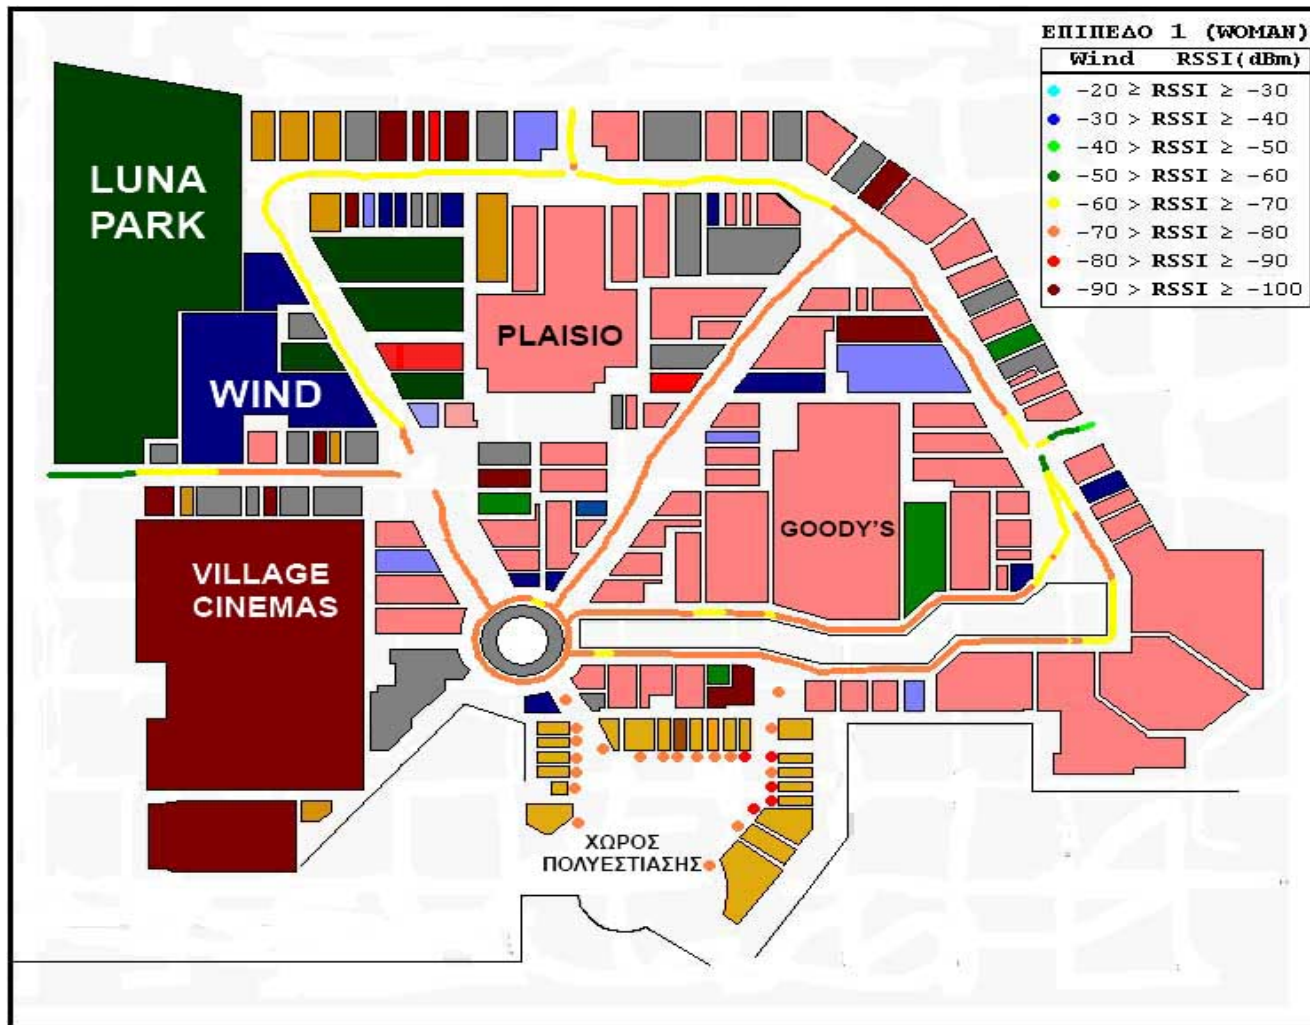 ΕΠΙΠΕΔΟ 1 (WOMAN)
Wind RSSI(dBm)
-20 ≥ RSSI ≥ -30
-30 > RSSI ≥ -40
-40 > RSSI ≥ -50
-50 > RSSI ≥ -60
-60 > RSSI ≥ -70
-70 > RSSI ≥ -80
-80 > RSSI ≥ -90
-90 > RSSI ≥ -100
LUNA
PARK
PLAISIO
WIND
GOODY'S
VILLAGE
CINEMAS
ΧΩΡΟΣ
ΠΟΛΥΕΣΤΙΑΣΗΣ